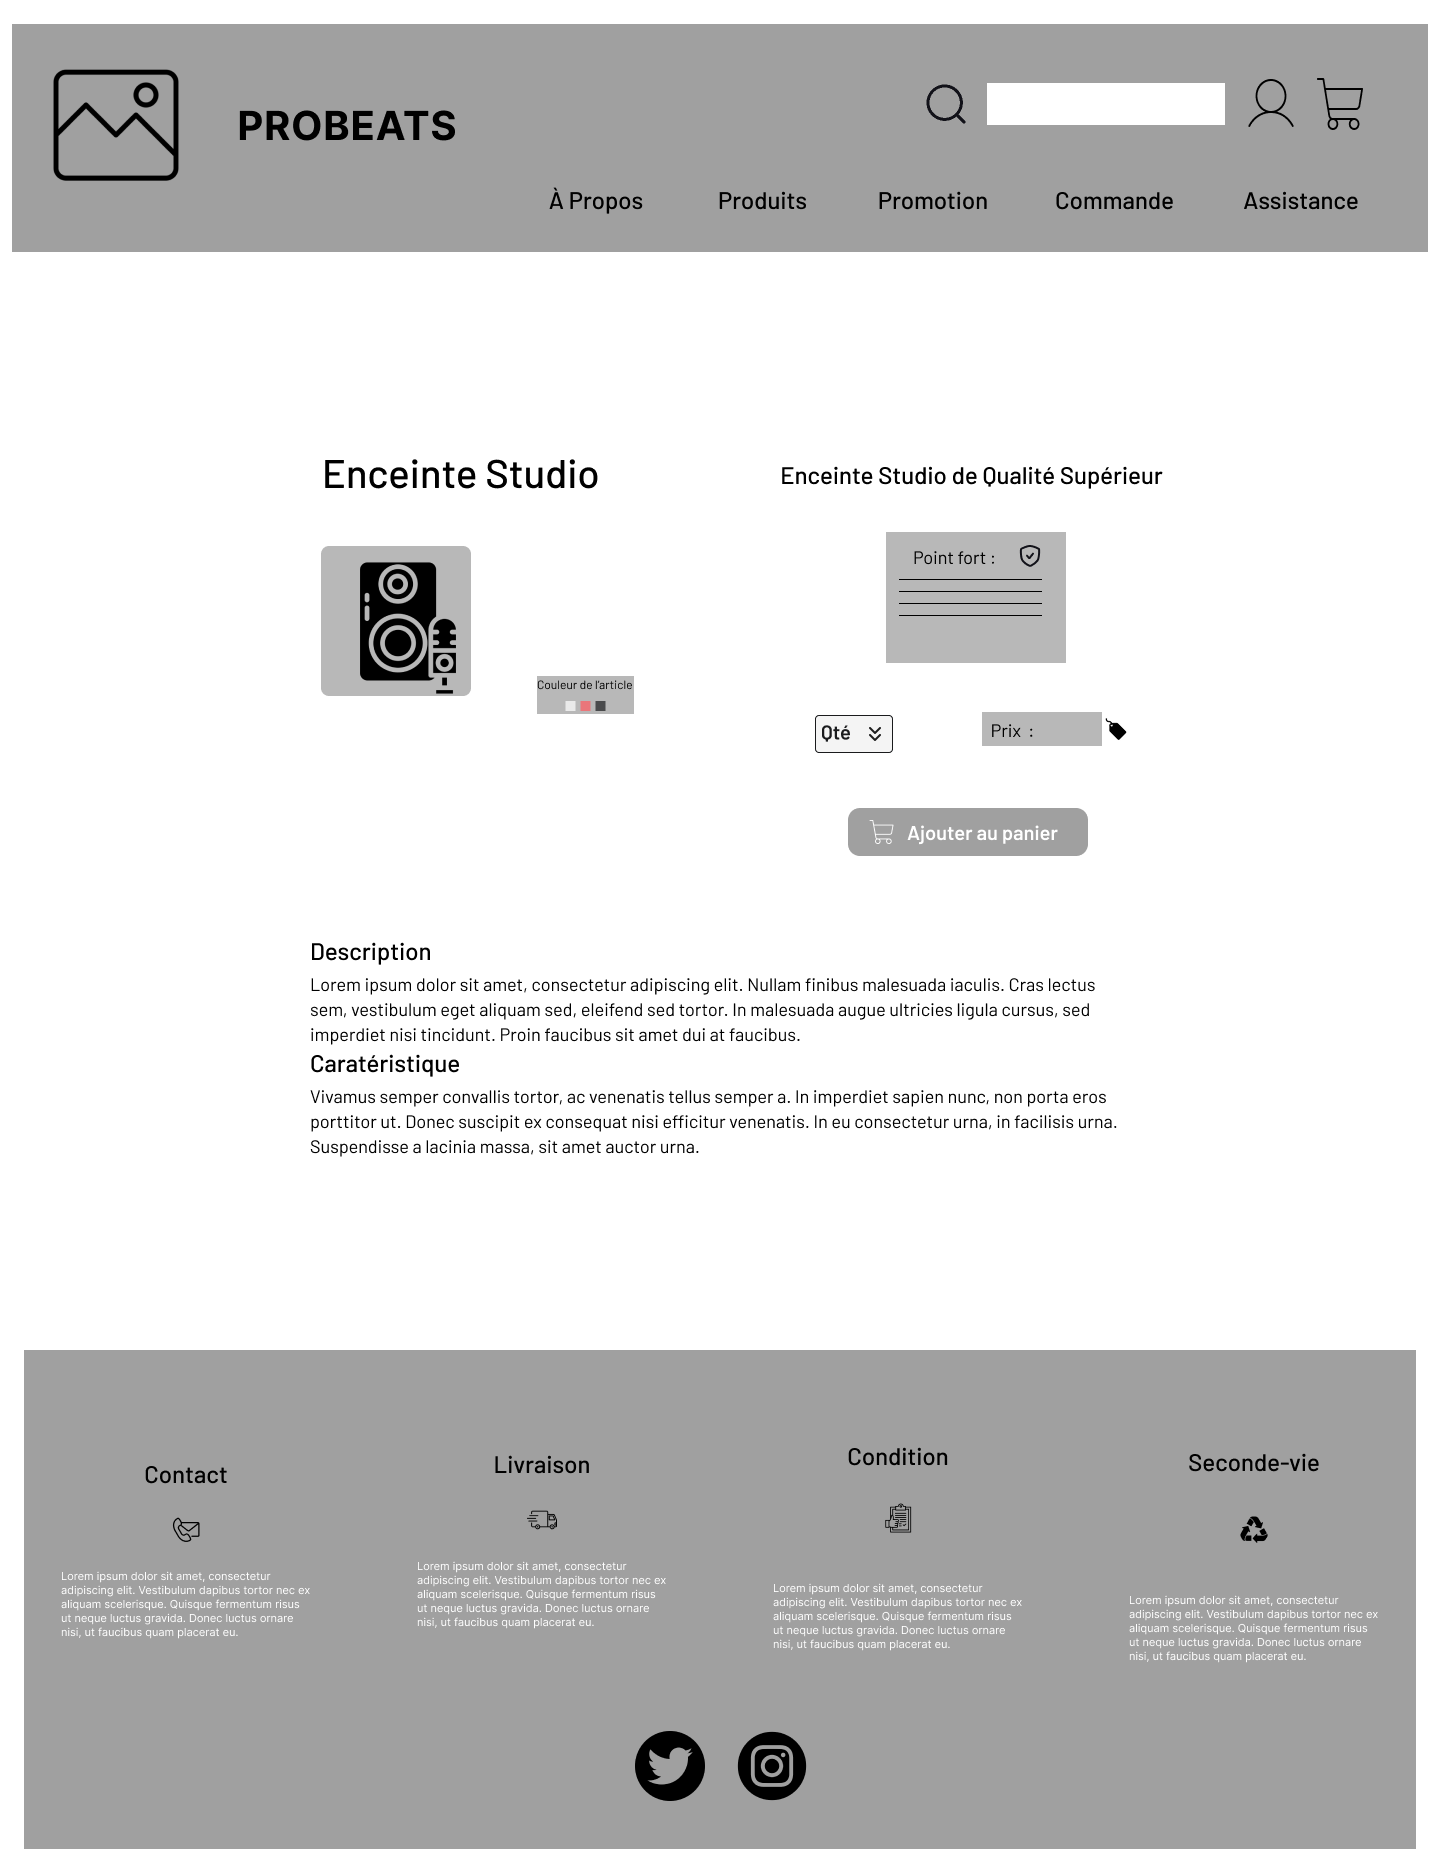 PROBEATS
À Propos
Produits
Promotion
Commande
Assistance
Enceinte Studio
Enceinte Studio de Qualité Supérieur
Point fort :
Couleur de l'article
Qté
Prix :
Ajouter au panier
Description
Lorem ipsum dolor sit amet, consectetur adipiscing elit. Nullam finibus malesuada iaculis. Cras lectus
sem, vestibulum eget aliquam sed, eleifend sed tortor. In malesuada augue ultricies ligula cursus, sed
imperdiet nisi tincidunt. Proin faucibus sit amet dui at faucibus.
Caratéristique
Vivamus semper convallis tortor, ac venenatis tellus semper a. In imperdiet sapien nunc, non porta eros
porttitor ut. Donec suscipit ex consequat nisi efficitur venenatis. In eu consectetur urna, in facilisis urna.
Suspendisse a lacinia massa, sit amet auctor urna.
Contact
Lorem ipsum dolor sit amet, consectetur
adipiscing elit. Vestibulum dapibus tortor nec ex
aliquam scelerisque. Quisque fermentum risus
ut neque luctus gravida. Donec luctus ornare
nisi, ut faucibus quam placerat eu.
Livraison
Lorem ipsum dolor sit amet, consectetur
adipiscing elit. Vestibulum dapibus tortor nec ex
aliquam scelerisque. Quisque fermentum risus
ut neque luctus gravida. Donec luctus ornare
nisi, ut faucibus quam placerat eu.
Condition
Lorem ipsum dolor sit amet, consectetur
adipiscing elit. Vestibulum dapibus tortor nec ex
aliquam scelerisque. Quisque fermentum risus
ut neque luctus gravida. Donec luctus ornare
nisi, ut faucibus quam placerat eu.
Seconde-vie
Lorem ipsum dolor sit amet, consectetur
adipiscing elit. Vestibulum dapibus tortor nec ex
aliquam scelerisque. Quisque fermentum risus
ut neque luctus gravida. Donec luctus ornare
nisi, ut faucibus quam placerat eu.